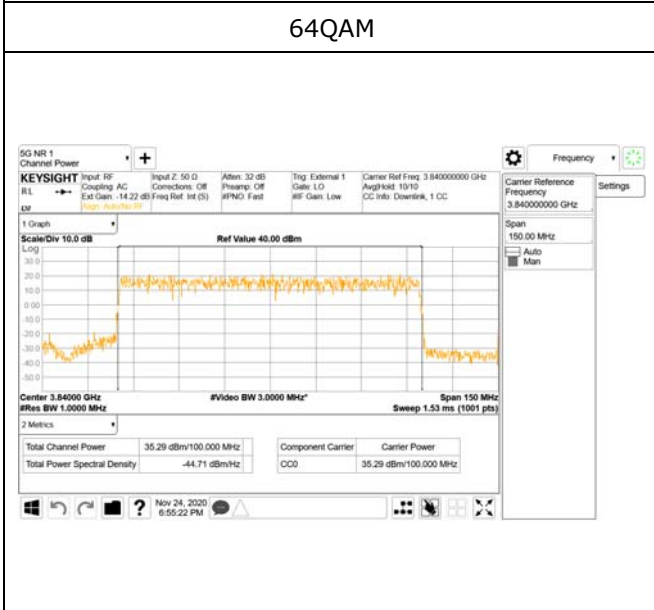 64QAM
5G NR 1
Channel Power
+
Frequency
KEYSIGHT
Input: RF
Input Z: 50 Ω
Atten: 32 dB
Trig: External 1
Carrier Ref Freq: 3.840000000 GHz
RL
Coupling: AC
Corrections: Off
Preamp: Off
Gate: LO
Avg|Hold: 10/10
Ext Gain: -14.22 dB
Freq Ref: Int (S)
#PNO: Fast
#IF Gain: Low
CC Info: Downlink, 1 CC
Align: Auto/No RF
Carrier Reference
Frequency
3.840000000 GHz
Settings
Span
150.00 MHz
Auto
Man
1 Graph
Scale/Div 10.0 dB
Ref Value 40.00 dBm
Log
30.0
20.0
10.0
0.00
-10.0
-20.0
-30.0
-40.0
-50.0
Center 3.84000 GHz
#Video BW 3.0000 MHz*
Span 150 MHz
#Res BW 1.0000 MHz
Sweep 1.53 ms (1001 pts)
2 Metrics
Total Channel Power
35.29 dBm/100.000 MHz
Component Carrier
Carrier Power
Total Power Spectral Density
-44.71 dBm/Hz
CC0
35.29 dBm/100.000 MHz
?
Nov 24, 2020
6:55:22 PM